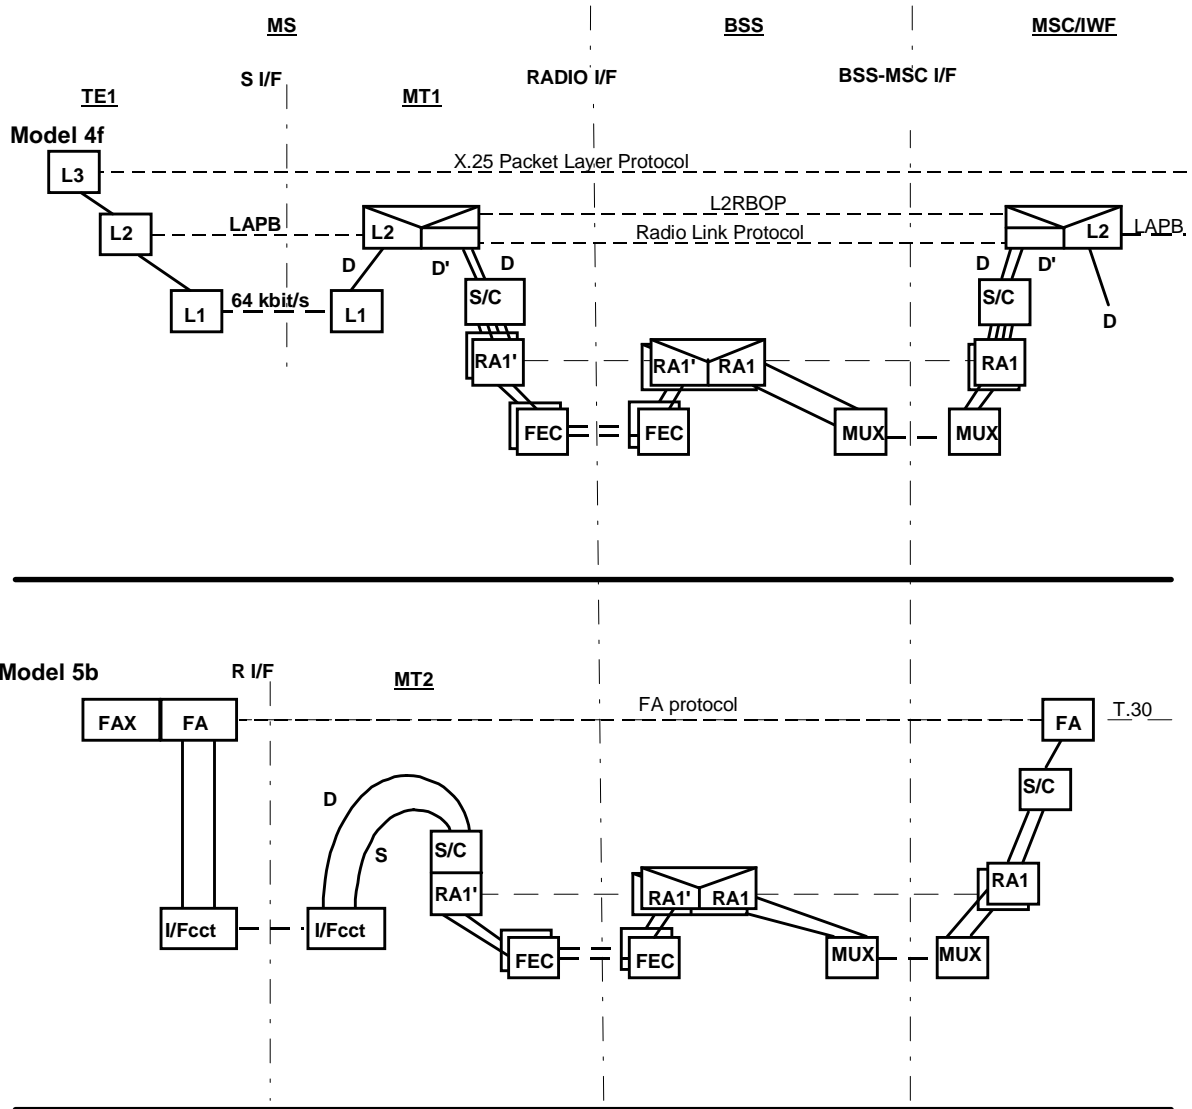 MS BSS MSC/IWF
S I/F RADIO I/F BSS-MSC I/F
TE1 MT1
Model 4f
X.25 Packet Layer Protocol
L3
L2RBOP
L2 LAPB L2 Radio Link Protocol L2 LAPB
D D' D D D'
64 kbit/s S/C S/C
L1 L1 D
RA1' RA1' RA1 RA1
FEC FEC MUX MUX
Model 5b R I/F MT2
FA protocol T.30
FAX FA FA
D S/C
S S/C
RA1' RA1' RA1 RA1
I/Fcct I/Fcct
FEC FEC MUX MUX